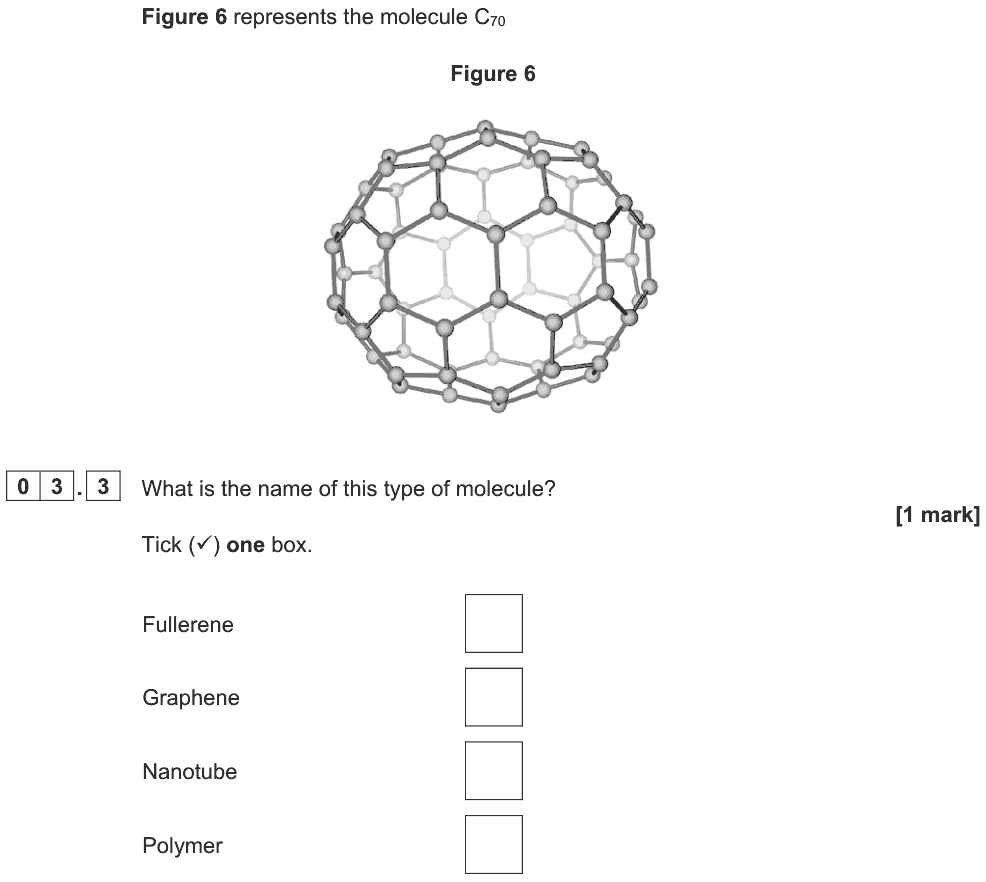 Figure 6 represents the molecule C₇₀
Figure 6
0 3 . 3 What is the name of this type of molecule?
[1 mark]
Tick (✓) one box.
Fullerene
Graphene
Nanotube
Polymer